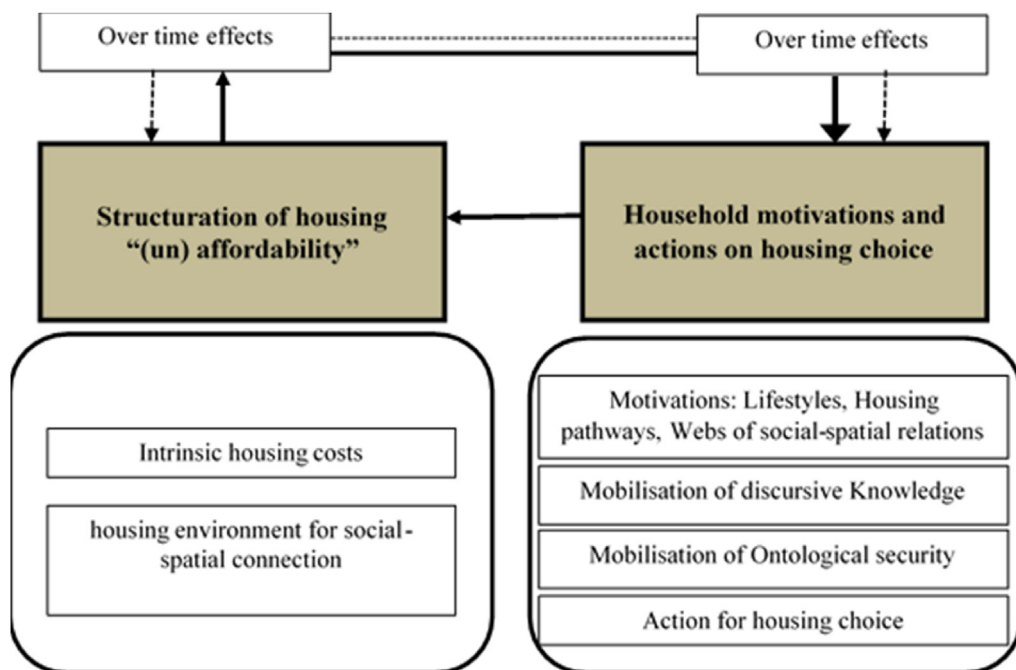 Over time effects
Over time effects
Structuration of housing
“(un) affordability”
Household motivations and
actions on housing choice
Intrinsic housing costs
housing environment for social-
spatial connection
Motivations: Lifestyles, Housing
pathways, Webs of social-spatial relations
Mobilisation of discursive Knowledge
Mobilisation of Ontological security
Action for housing choice